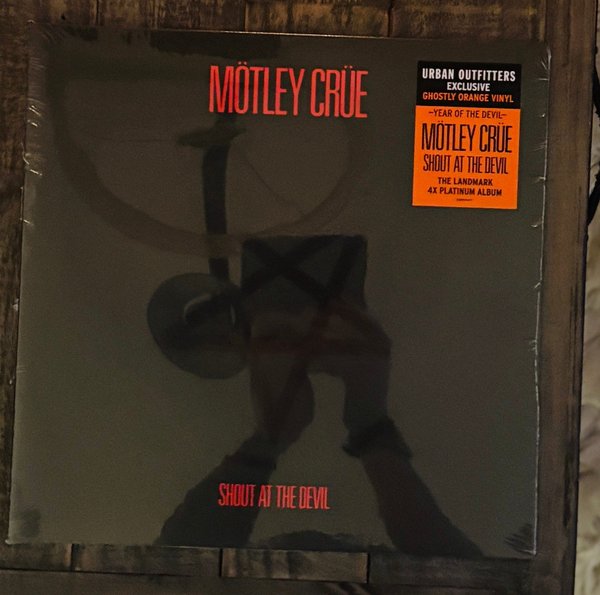 MÖTLEY CRÜE
URBAN OUTFITTERS
EXCLUSIVE
GHOSTLY ORANGE VINYL
–YEAR OF THE DEVIL–
MÖTLEY CRÜE
SHOUT AT THE DEVIL
THE LANDMARK
4X PLATINUM ALBUM
SHOUT AT THE DEVIL